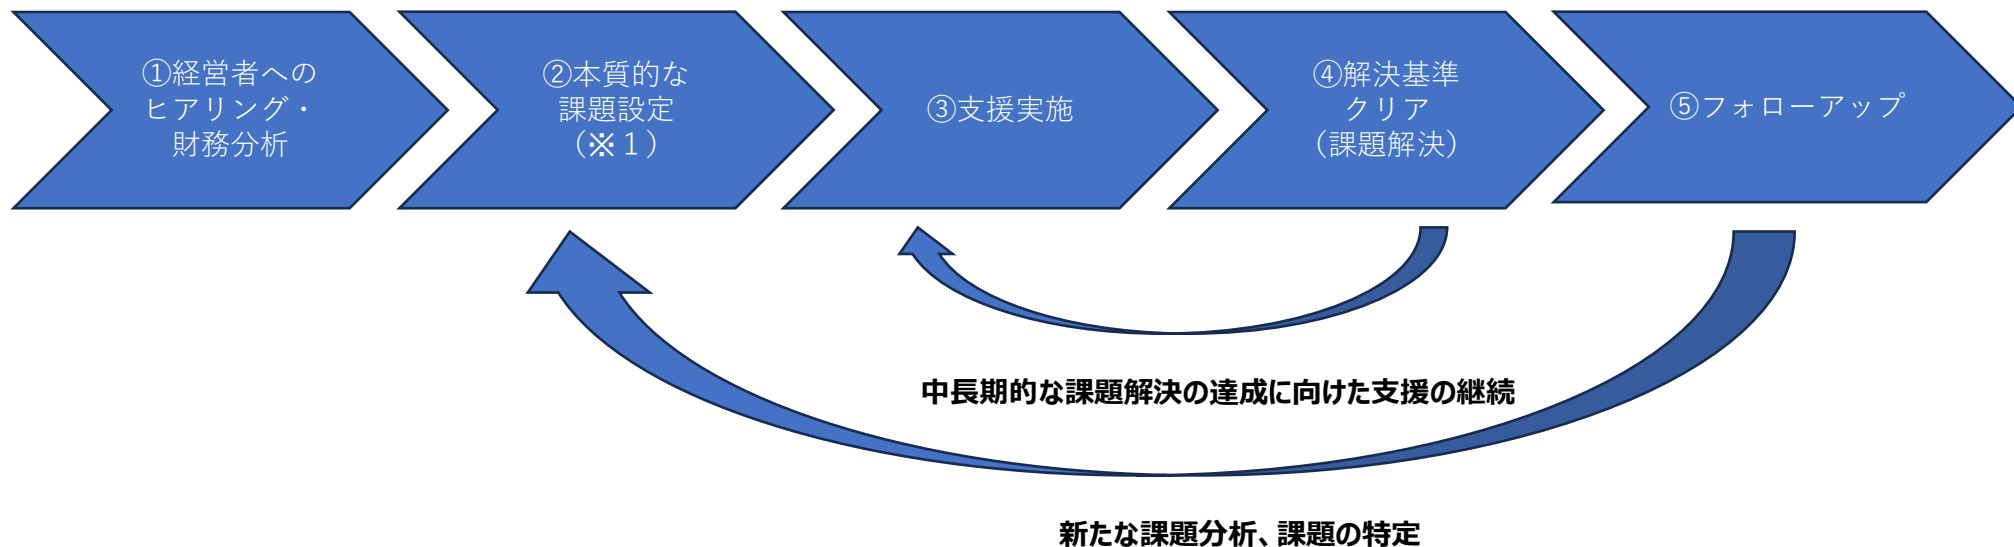 ①経営者への
ヒアリング・
財務分析
②本質的な
課題設定
（※１）
③支援実施
④解決基準
クリア
（課題解決）
⑤フォローアップ
中長期的な課題解決の達成に向けた支援の継続
新たな課題分析、課題の特定